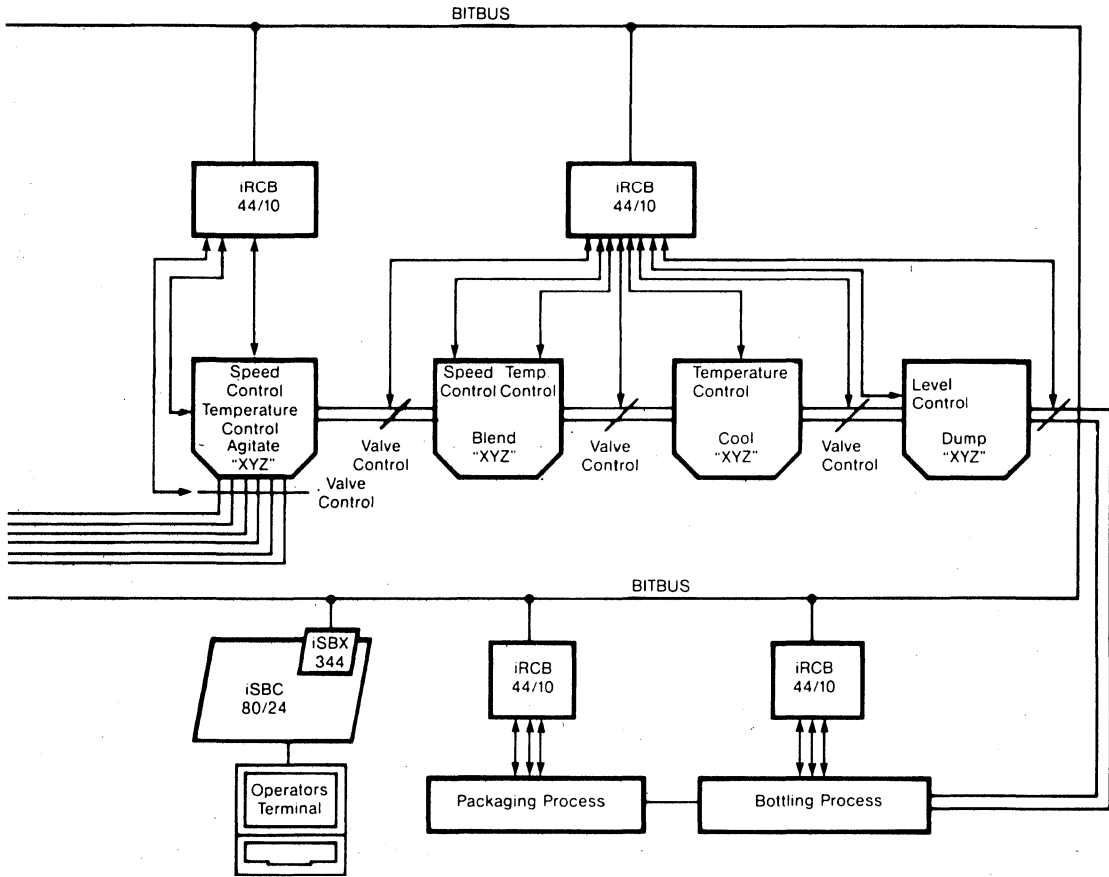 BITBUS
iRCB
44/10
iRCB
44/10
Speed
Control
Temperature
Control
Agitate
"XYZ"
Valve
Control
Valve
Control
Speed Temp.
Control Control
Blend
"XYZ"
Valve
Control
Temperature
Control
Cool
"XYZ"
Valve
Control
Level
Control
Dump
"XYZ"
BITBUS
iSBX
344
iSBC
80/24
Operators
Terminal
iRCB
44/10
Packaging Process
iRCB
44/10
Bottling Process